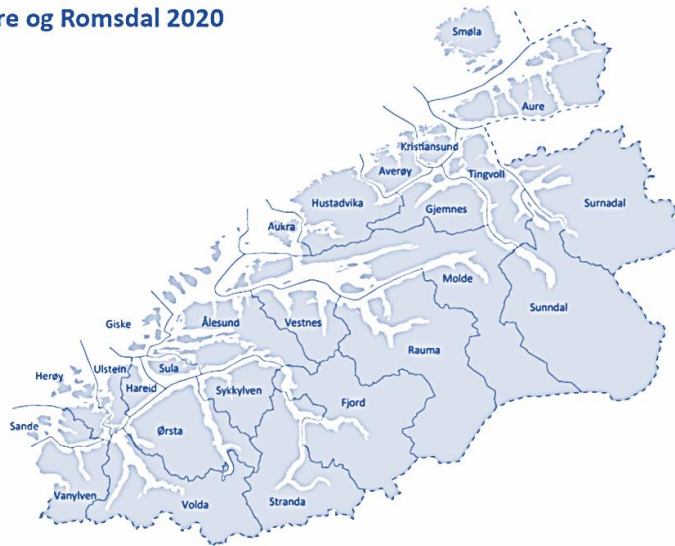 re og Romsdal 2020
Smøla
Aure
Kristiansund
Averøy
Tingvoll
Hustadvika
Gjemnes
Surnadal
Aukra
Molde
Sunndal
Giske
Ålesund
Vestnes
Rauma
Ulstein
Sula
Herøy
Hareid
Sykkylven
Fjord
Sande
Ørsta
Vanylven
Volda
Stranda